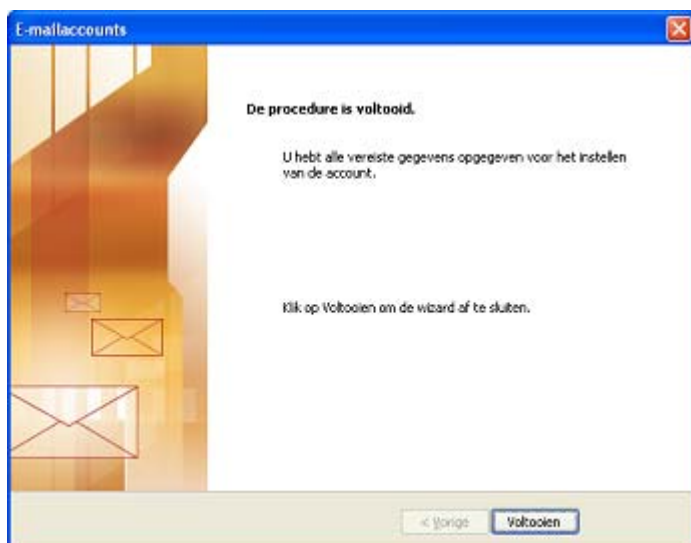 E-mailaccounts
De procedure is voltooid.
U hebt alle vereiste gegevens opgegeven voor het instellen
van de account.
Klik op Voltooien om de wizard af te sluiten.
< Vorige
Voltooien